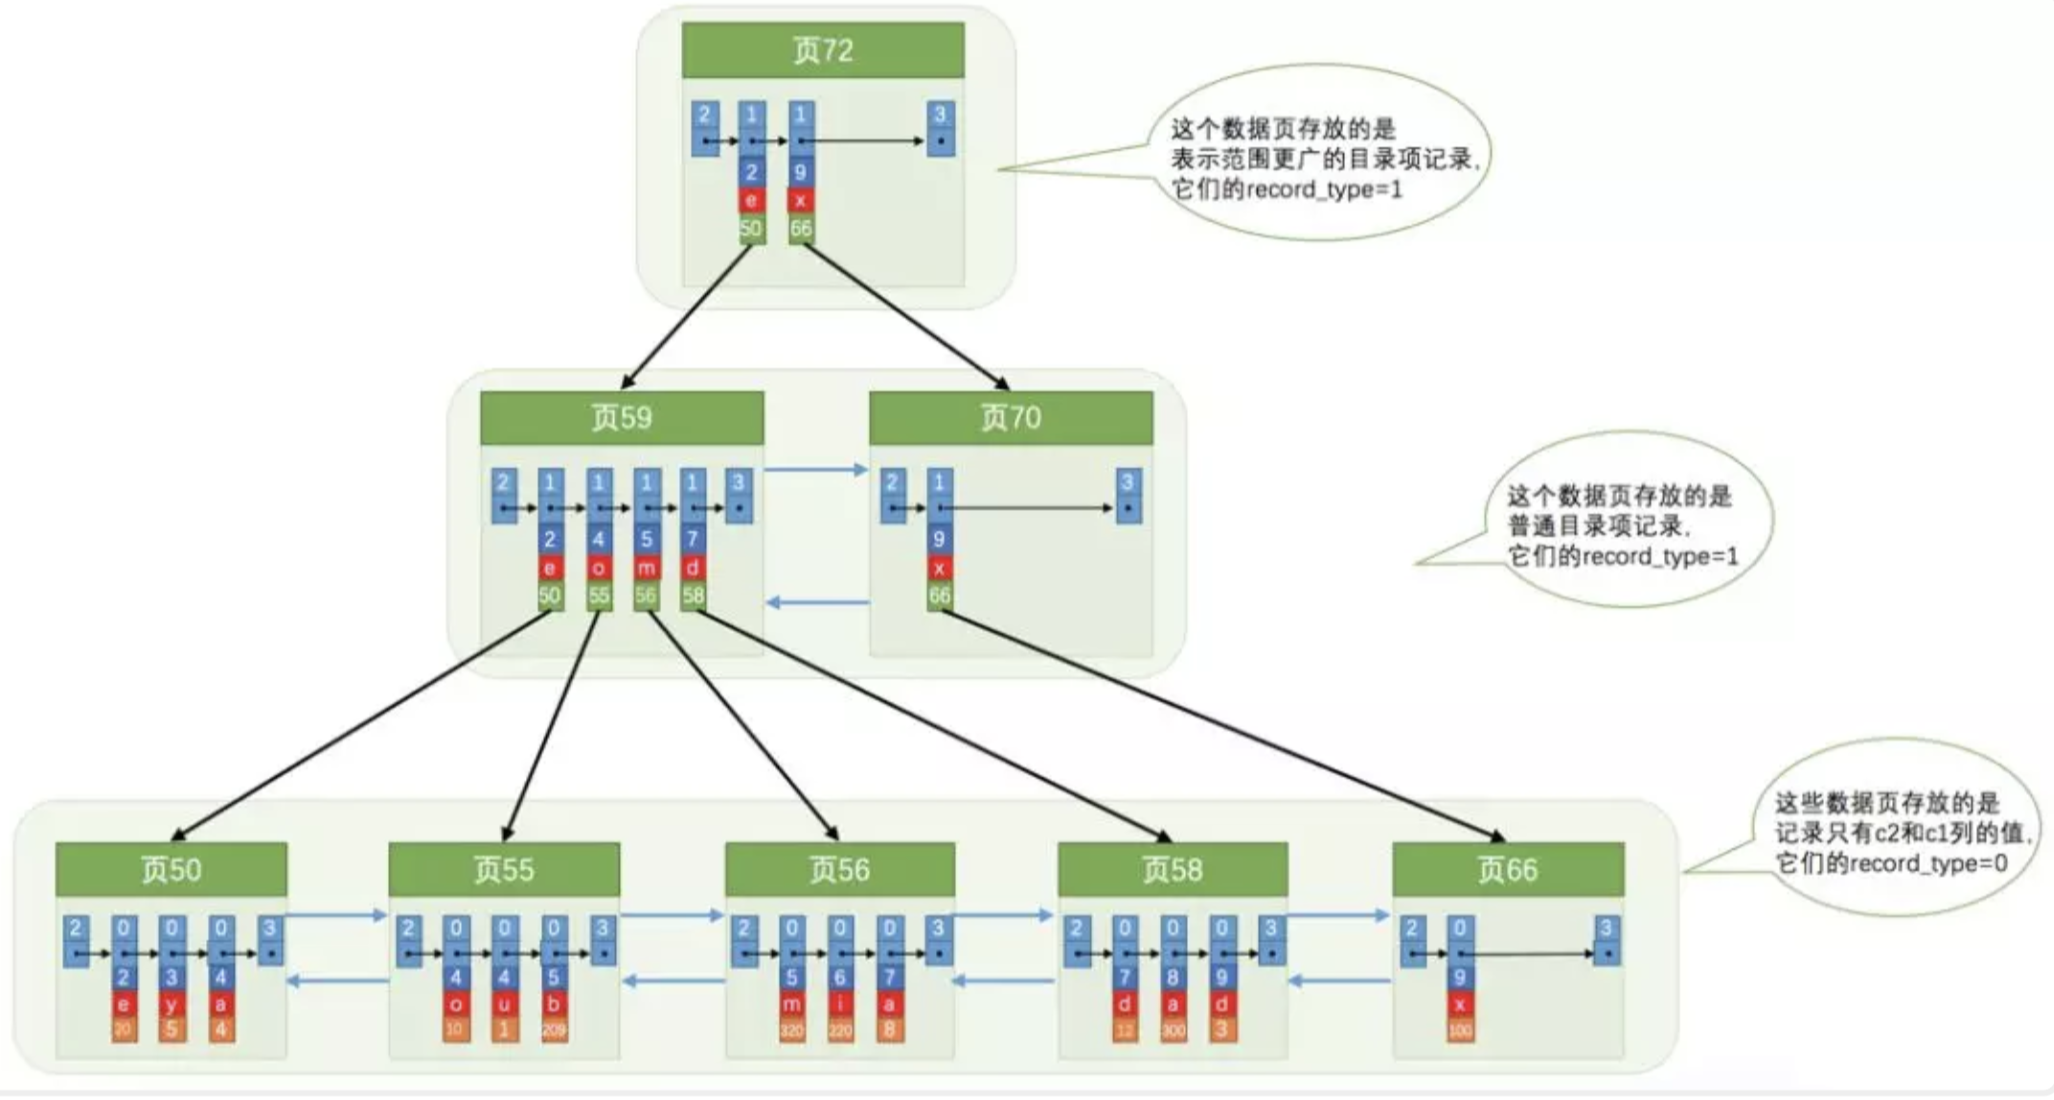 页72
2 1 1 3
2 9
e x
50 66
这个数据页存放的是
表示范围更广的目录项记录,
它们的record_type=1
页59
2 1 1 1 1 3
2 4 5 7
e o m d
50 55 56 58
页70
2 1 3
9
x
66
这个数据页存放的是
普通目录项记录,
它们的record_type=1
页50
2 0 0 0 3
2 3 4
e y a
20 5 4
页55
2 0 0 0 3
4 4 5
o u b
10 1 209
页56
2 0 0 0 3
5 6 7
m i a
320 220 8
页58
2 0 0 0 3
7 8 9
d a d
12 300 3
页66
2 0 3
9
x
100
这些数据页存放的是
记录只有c2和c1列的值,
它们的record_type=0